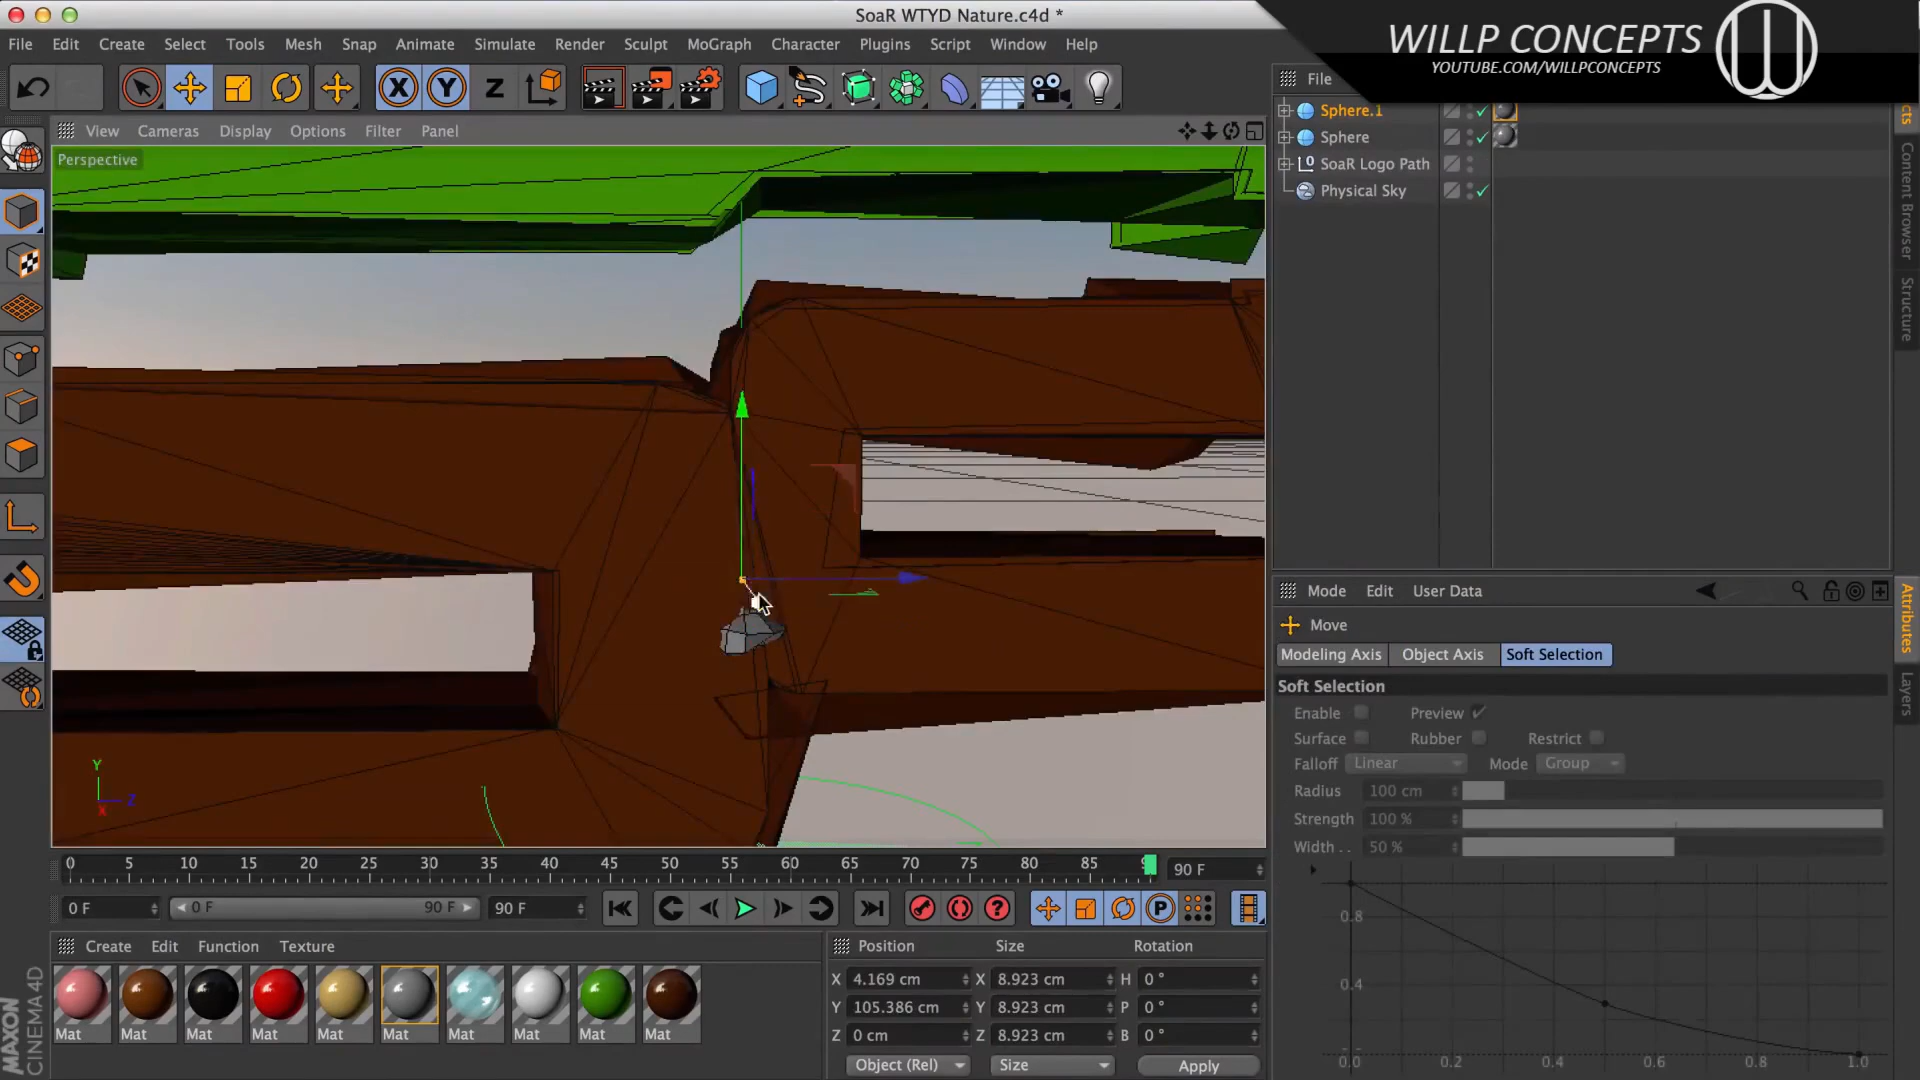 SoaR WTYD Nature.c4d *
WILLP CONCEPTS
YOUTUBE.COM/WILLPCONCEPTS
File Edit Create Select Tools Mesh Snap Animate Simulate Render Sculpt MoGraph Character Plugins Script Window Help
X Y Z
File
View Cameras Display Options Filter Panel
Perspective
Sphere.1
Sphere
SoaR Logo Path
Physical Sky
cts
Content Browser
Structure
Mode Edit User Data
Move
Modeling Axis Object Axis Soft Selection
Soft Selection
Enable Preview
Surface Rubber Restrict
Falloff Linear Mode Group
Radius 100 cm
Strength 100 %
Width . . 50 %
0.8
0.4
0.0 0.2 0.4 0.6 0.8 1.0
Attributes
Layers
Y
Z
X
0 5 10 15 20 25 30 35 40 45 50 55 60 65 70 75 80 85 9 90 F
0 F 0 F 90 F 90 F
P
Create Edit Function Texture
Mat Mat Mat Mat Mat Mat Mat Mat Mat Mat
MAXON
CINEMA 4D
Position Size Rotation
X 4.169 cm X 8.923 cm H 0 °
Y 105.386 cm Y 8.923 cm P 0 °
Z 0 cm Z 8.923 cm B 0 °
Object (Rel) Size Apply